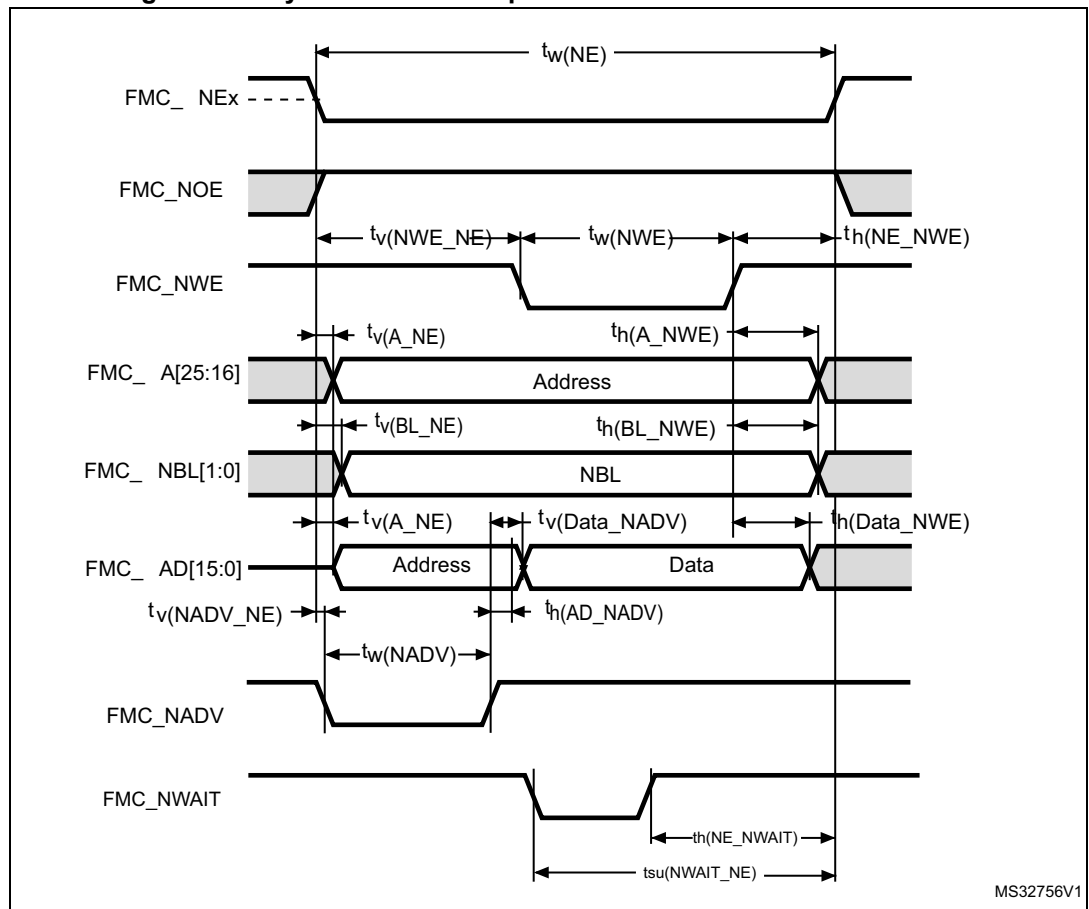 tw(NE)
FMC_ NEx
FMC_NOE
tv(NWE_NE)
tw(NWE)
th(NE_NWE)
FMC_NWE
tv(A_NE)
th(A_NWE)
FMC_ A[25:16]
Address
tv(BL_NE)
th(BL_NWE)
FMC_ NBL[1:0]
NBL
tv(A_NE)
tv(Data_NADV)
th(Data_NWE)
FMC_ AD[15:0]
Address
Data
tv(NADV_NE)
th(AD_NADV)
tw(NADV)
FMC_NADV
FMC_NWAIT
th(NE_NWAIT)
tsu(NWAIT_NE)
MS32756V1